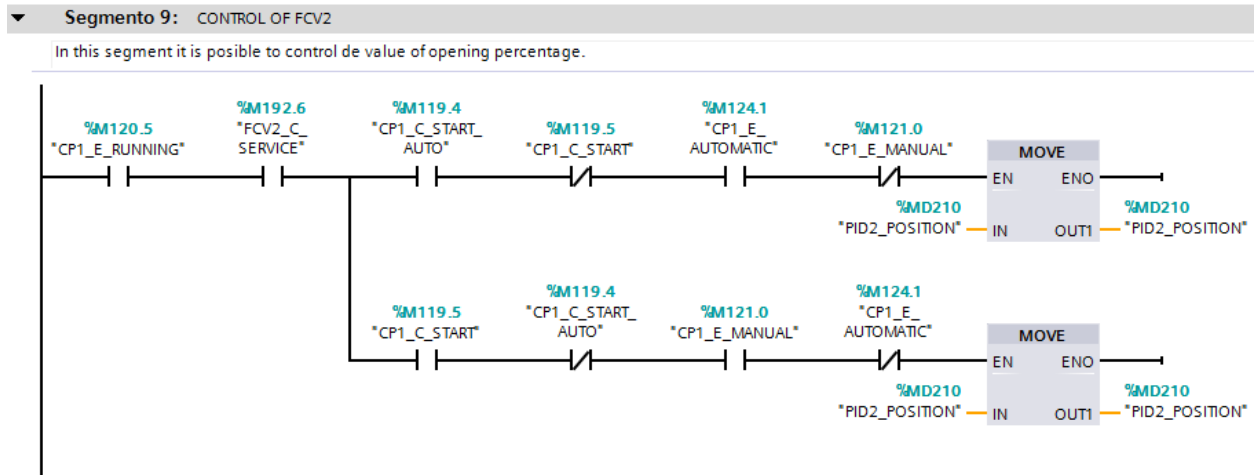 Segmento 9: CONTROL OF FCV2
In this segment it is posible to control de value of opening percentage.
%M120.5
"CP1_E_RUNNING"
%M192.6
"FCV2_C_
SERVICE"
%M119.4
"CP1_C_START_
AUTO"
%M119.5
"CP1_C_START"
%M124.1
"CP1_E_
AUTOMATIC"
%M121.0
"CP1_E_MANUAL"
MOVE
EN ENO
%MD210
"PID2_POSITION"
IN OUT1
%MD210
"PID2_POSITION"
%M119.5
"CP1_C_START"
%M119.4
"CP1_C_START_
AUTO"
%M121.0
"CP1_E_MANUAL"
%M124.1
"CP1_E_
AUTOMATIC"
MOVE
EN ENO
%MD210
"PID2_POSITION"
IN OUT1
%MD210
"PID2_POSITION"